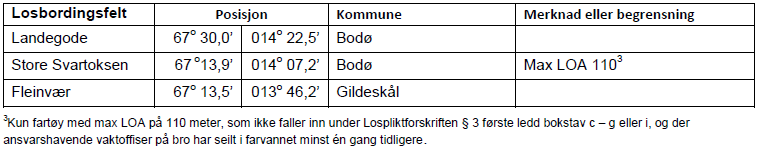 Losbordingsfelt Posisjon Kommune Merknad eller begrensning
Landegode 67° 30,0’ 014° 22,5’ Bodø
Store Svartoksen 67°13,9’ 014° 07,2’ Bodø Max LOA 110³
Fleinvær 67° 13,5’ 013° 46,2’ Gildeskål
³Kun fartøy med max LOA på 110 meter, som ikke faller inn under Lospliktforskriften § 3 første ledd bokstav c – g eller i, og der
ansvarshavende vaktoffiser på bro har seilt i farvannet minst én gang tidligere.